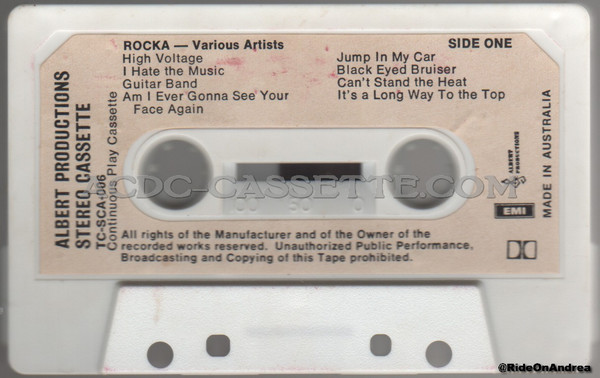 ROCKA — Various Artists
SIDE ONE
High Voltage
I Hate the Music
Guitar Band
Am I Ever Gonna See Your
Face Again
Jump In My Car
Black Eyed Bruiser
Can't Stand the Heat
It's a Long Way To the Top
ALBERT PRODUCTIONS
STEREO CASSETTE
TC-SCA-006
Continuous Play Cassette
ACDC-CASSETTE.COM
50
0
ALBERT
PRODUCTIONS
EMI
MADE IN AUSTRALIA
All rights of the Manufacturer and of the Owner of the
recorded works reserved. Unauthorized Public Performance,
Broadcasting and Copying of this Tape prohibited.
@RideOnAndrea